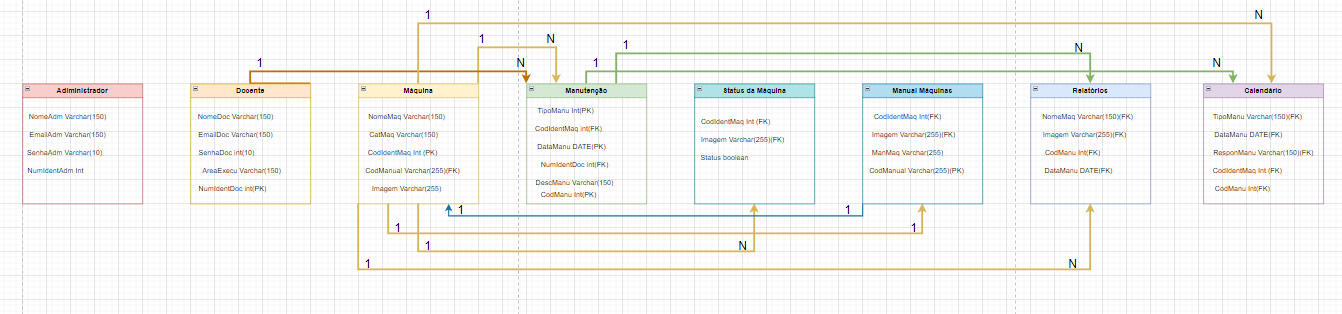 1
N
1
N
1
N
1
N
1
N
Adiministrador
NomeAdm Varchar(150)
EmailAdm Varchar(150)
SenhaAdm Varchar(10)
NumIdentAdm Int
Docente
NomeDoc Varchar(150)
EmailDoc Varchar(150)
SenhaDoc int(10)
AreaExecu Varchar(150)
NumIdentDoc int(PK)
Máquina
NomeMaq Varchar(150)
CatMaq Varchar(150)
CodIdentMaq Int (PK)
CodManual Varchar(255)(FK)
Imagem Varchar(255)
Manutenção
TipoManu Int(PK)
CodIdentMaq int(FK)
DataManu DATE(PK)
NumIdentDoc int(FK)
DescManu Varchar(150)
CodManu Int(PK)
Status da Máquina
CodIdentMaq Int (FK)
Imagem Varchar(255)(FK)
Status boolean
Manual Máquinas
CodIdentMaq Int(FK)
Imagem Varchar(255)(FK)
ManMaq Varchar(255)
CodManual Varchar(255)(PK)
Relatórios
NomeMaq Varchar(150)(FK)
Imagem Varchar(255)(FK)
CodManu Int(FK)
DataManu DATE(FK)
Calendário
TipoManu Varchar(150)(FK)
DataManu DATE(FK)
ResponManu Varchar(150)(FK)
CodIdentMaq Int (FK)
CodManu Int(FK)
1
1
1
1
1
N
1
N